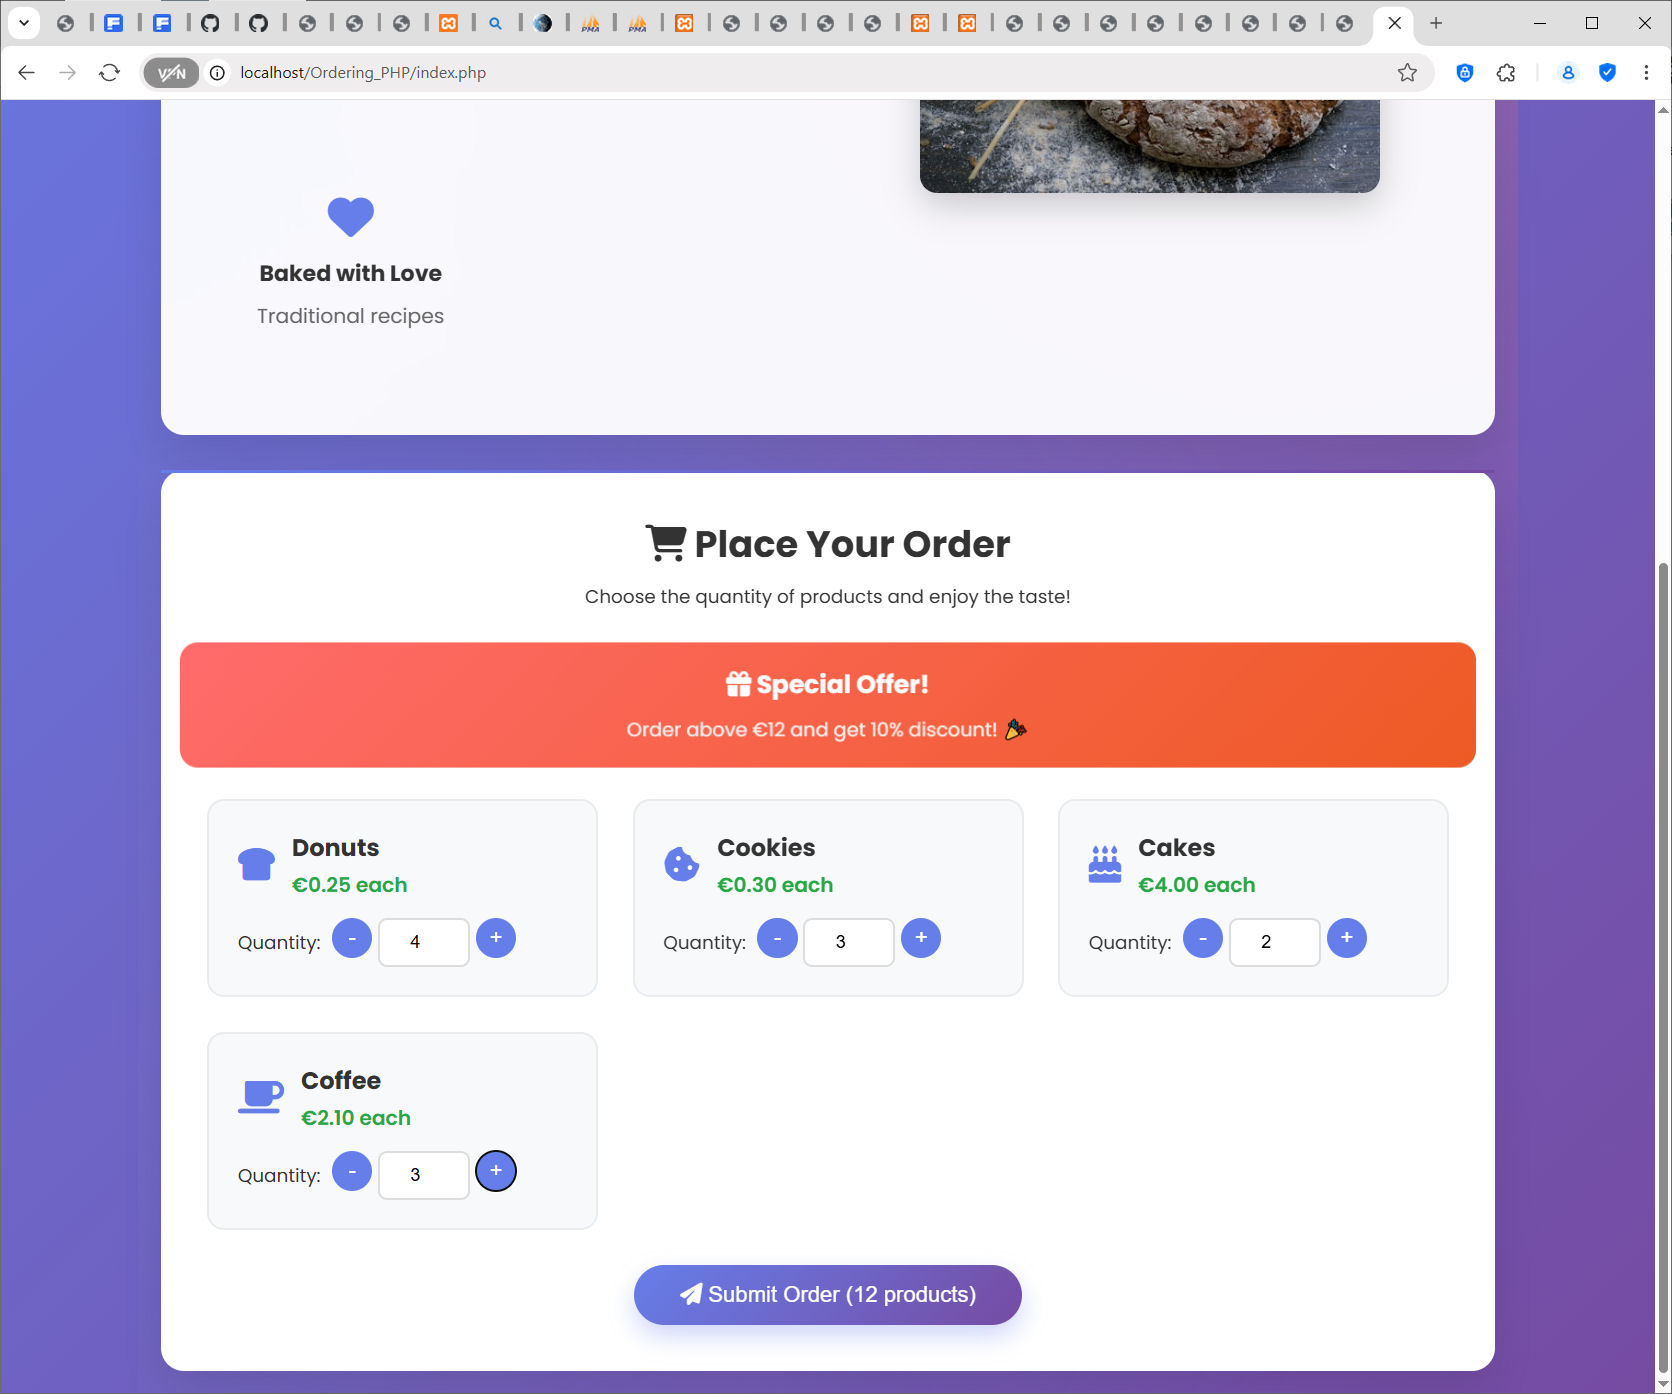 VPN
localhost/Ordering_PHP/index.php
Baked with Love
Traditional recipes
Place Your Order
Choose the quantity of products and enjoy the taste!
Special Offer!
Order above €12 and get 10% discount!
Donuts
€0.25 each
Quantity: - 4 +
Cookies
€0.30 each
Quantity: - 3 +
Cakes
€4.00 each
Quantity: - 2 +
Coffee
€2.10 each
Quantity: - 3 +
Submit Order (12 products)